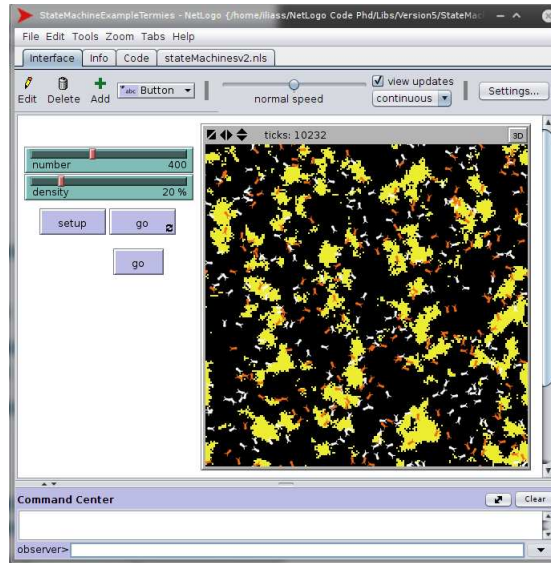 StateMachineExampleTermies - NetLogo {/home/iliass/NetLogo Code Phd/Libs/Version5/StateMac
File Edit Tools Zoom Tabs Help
Interface Info Code stateMachinesv2.nls
Edit Delete Add abc Button normal speed view updates continuous Settings...
ticks: 10232 3D
number 400
density 20 %
setup go
go
Command Center Clear
observer>